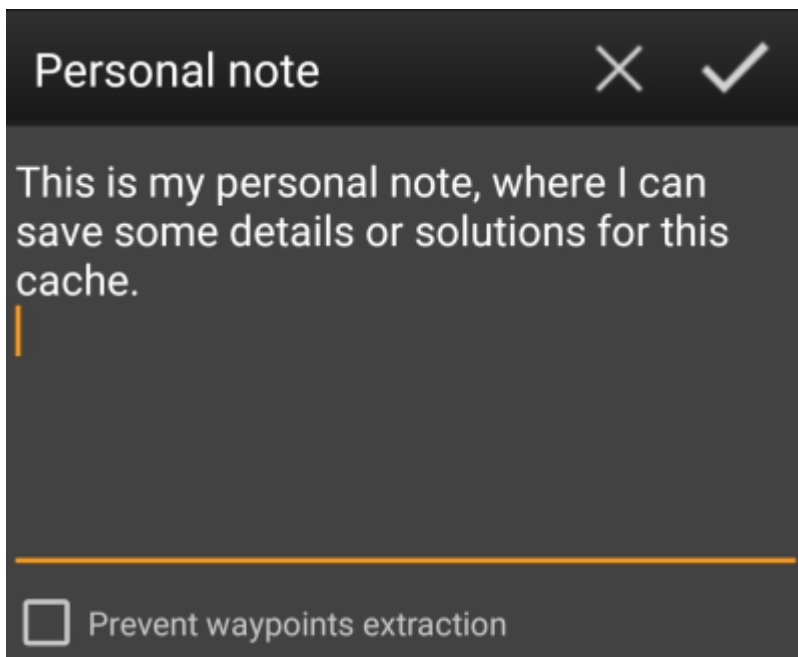 Personal note
This is my personal note, where I can
save some details or solutions for this
cache.
Prevent waypoints extraction